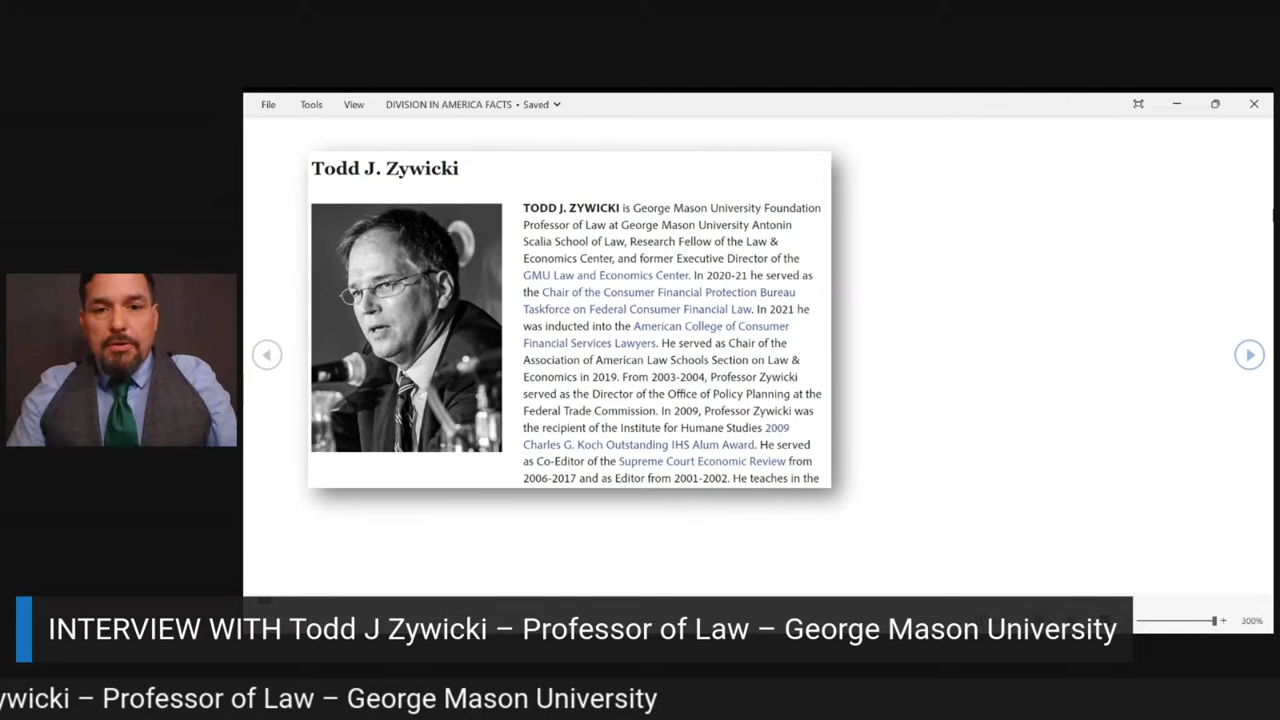 File Tools View DIVISION IN AMERICA FACTS • Saved
Todd J. Zywicki
TODD J. ZYWICKI is George Mason University Foundation
Professor of Law at George Mason University Antonin
Scalia School of Law, Research Fellow of the Law &
Economics Center, and former Executive Director of the
GMU Law and Economics Center. In 2020-21 he served as
the Chair of the Consumer Financial Protection Bureau
Taskforce on Federal Consumer Financial Law. In 2021 he
was inducted into the American College of Consumer
Financial Services Lawyers. He served as Chair of the
Association of American Law Schools Section on Law &
Economics in 2019. From 2003-2004, Professor Zywicki
served as the Director of the Office of Policy Planning at the
Federal Trade Commission. In 2009, Professor Zywicki was
the recipient of the Institute for Humane Studies 2009
Charles G. Koch Outstanding IHS Alum Award. He served
as Co-Editor of the Supreme Court Economic Review from
2006-2017 and as Editor from 2001-2002. He teaches in the
300%
INTERVIEW WITH Todd J Zywicki – Professor of Law – George Mason University
ywicki – Professor of Law – George Mason University